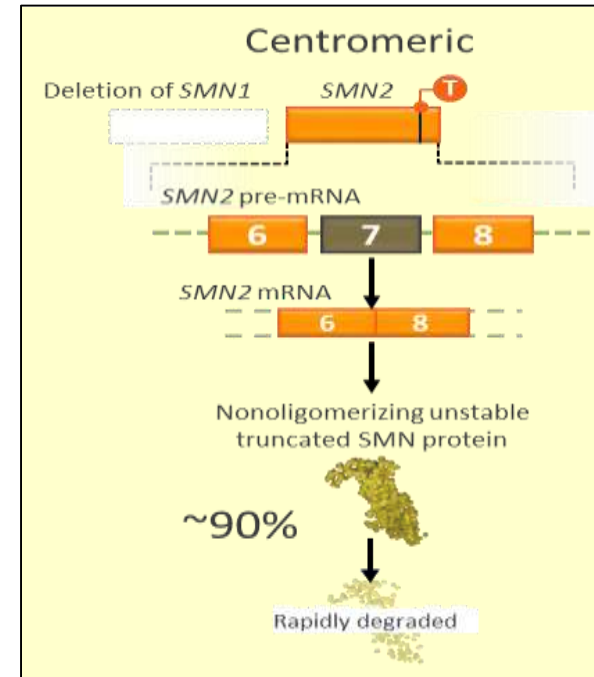 Centromeric
Deletion of SMN1
SMN2
T
SMN2 pre-mRNA
6 7 8
SMN2 mRNA
6 8
Nonoligomerizing unstable
truncated SMN protein
~90%
Rapidly degraded